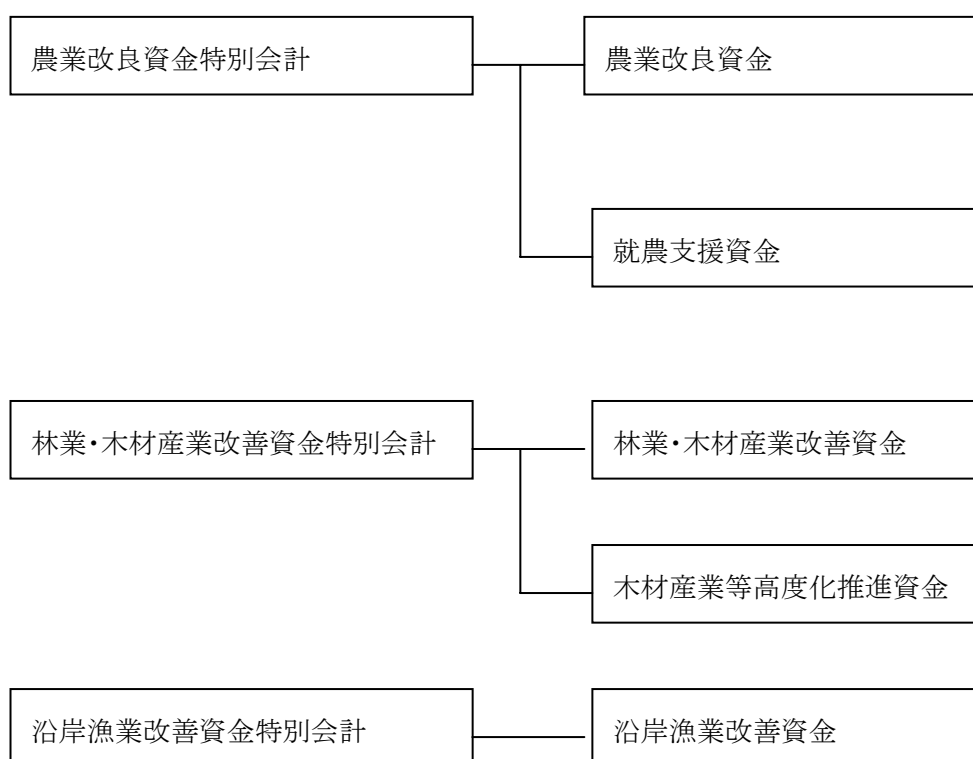 農業改良資金特別会計
農業改良資金
就農支援資金
林業・木材産業改善資金特別会計
林業・木材産業改善資金
木材産業等高度化推進資金
沿岸漁業改善資金特別会計
沿岸漁業改善資金